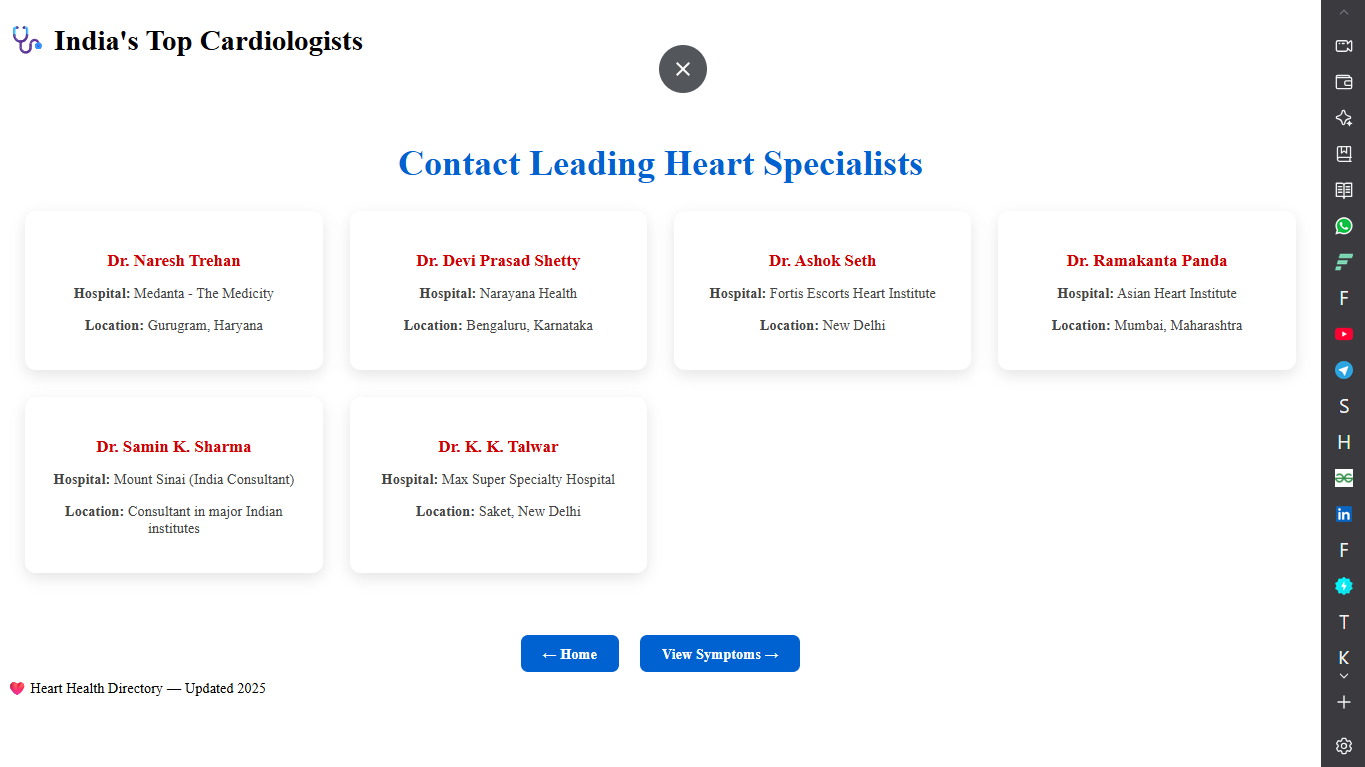 India's Top Cardiologists
Contact Leading Heart Specialists
Dr. Naresh Trehan
Hospital: Medanta - The Medicity
Location: Gurugram, Haryana
Dr. Devi Prasad Shetty
Hospital: Narayana Health
Location: Bengaluru, Karnataka
Dr. Ashok Seth
Hospital: Fortis Escorts Heart Institute
Location: New Delhi
Dr. Ramakanta Panda
Hospital: Asian Heart Institute
Location: Mumbai, Maharashtra
Dr. Samin K. Sharma
Hospital: Mount Sinai (India Consultant)
Location: Consultant in major Indian
institutes
Dr. K. K. Talwar
Hospital: Max Super Specialty Hospital
Location: Saket, New Delhi
← Home
View Symptoms →
Heart Health Directory — Updated 2025
F
S
H
in
F
T
K